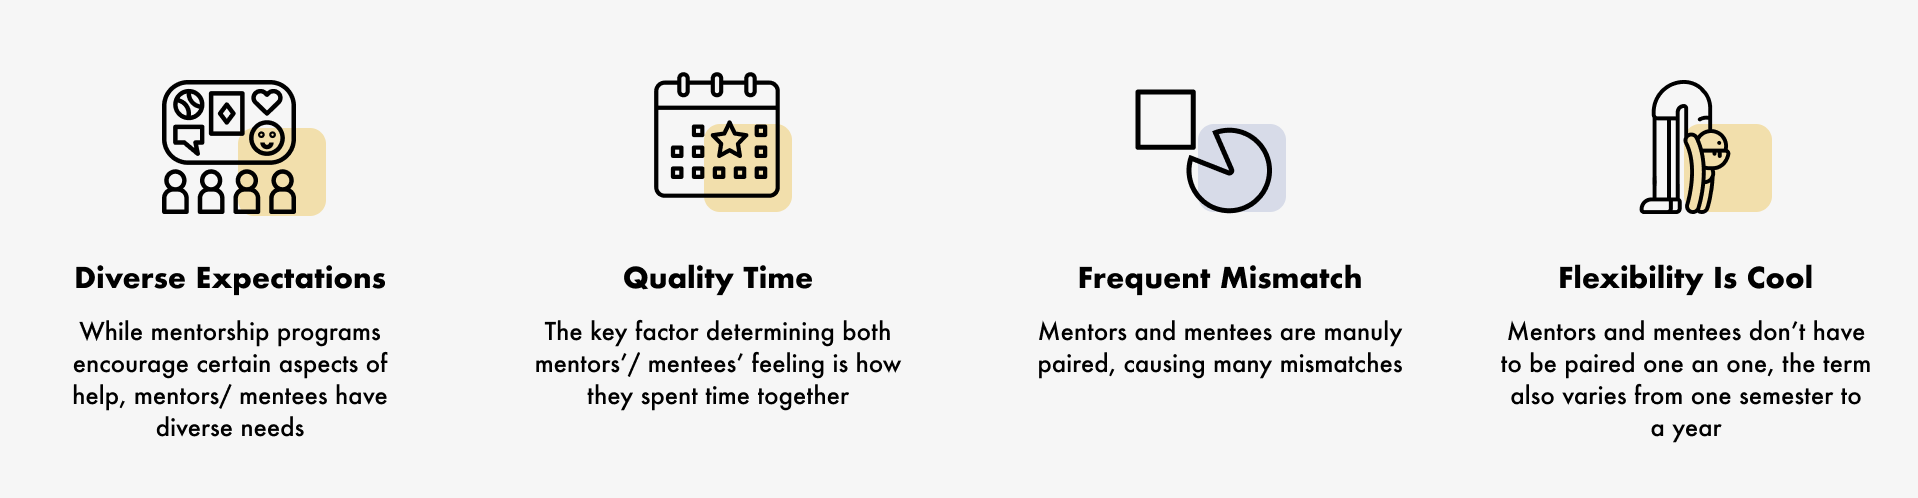 Diverse Expectations
While mentorship programs
encourage certain aspects of
help, mentors/ mentees have
diverse needs
Quality Time
The key factor determining both
mentors’/ mentees’ feeling is how
they spent time together
Frequent Mismatch
Mentors and mentees are manuly
paired, causing many mismatches
Flexibility Is Cool
Mentors and mentees don’t have
to be paired one an one, the term
also varies from one semester to
a year